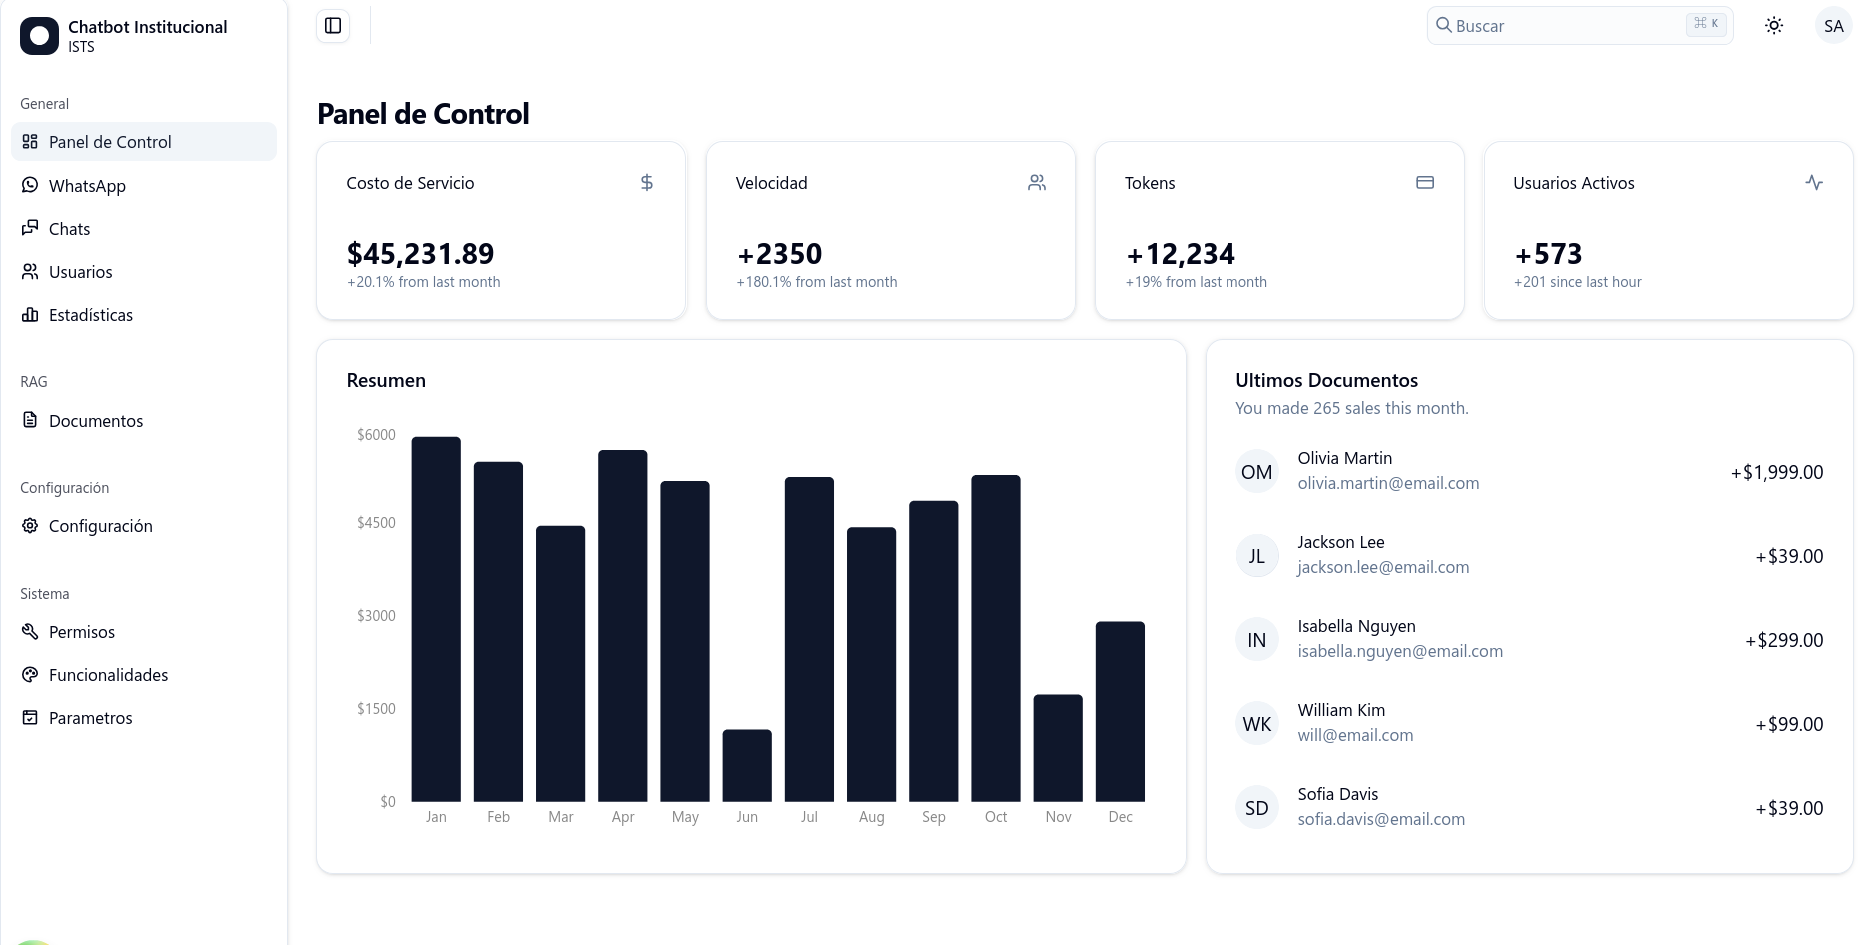 Chatbot Institucional
ISTS
General
Panel de Control
WhatsApp
Chats
Usuarios
Estadísticas
RAG
Documentos
Configuración
Configuración
Sistema
Permisos
Funcionalidades
Parametros
Buscar
⌘ K
SA
Panel de Control
Costo de Servicio
$45,231.89
+20.1% from last month
Velocidad
+2350
+180.1% from last month
Tokens
+12,234
+19% from last month
Usuarios Activos
+573
+201 since last hour
Resumen
$6000
$4500
$3000
$1500
$0
Jan Feb Mar Apr May Jun Jul Aug Sep Oct Nov Dec
Ultimos Documentos
You made 265 sales this month.
OM
Olivia Martin
olivia.martin@email.com
+$1,999.00
JL
Jackson Lee
jackson.lee@email.com
+$39.00
IN
Isabella Nguyen
isabella.nguyen@email.com
+$299.00
WK
William Kim
will@email.com
+$99.00
SD
Sofia Davis
sofia.davis@email.com
+$39.00